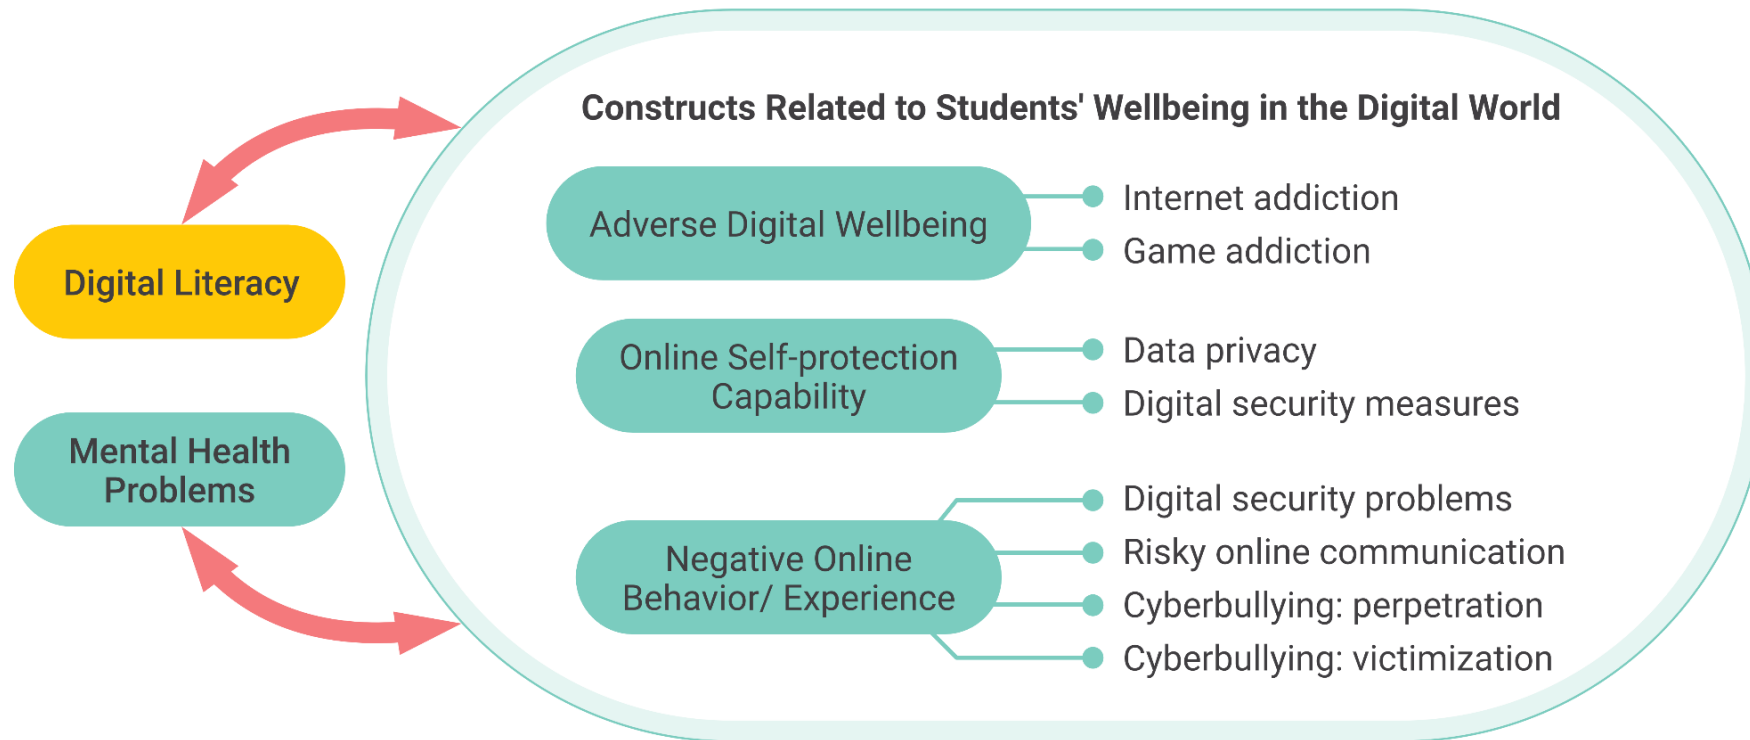 Constructs Related to Students' Wellbeing in the Digital World
Digital Literacy
Mental Health
Problems
Adverse Digital Wellbeing
Internet addiction
Game addiction
Online Self-protection
Capability
Data privacy
Digital security measures
Negative Online
Behavior/ Experience
Digital security problems
Risky online communication
Cyberbullying: perpetration
Cyberbullying: victimization